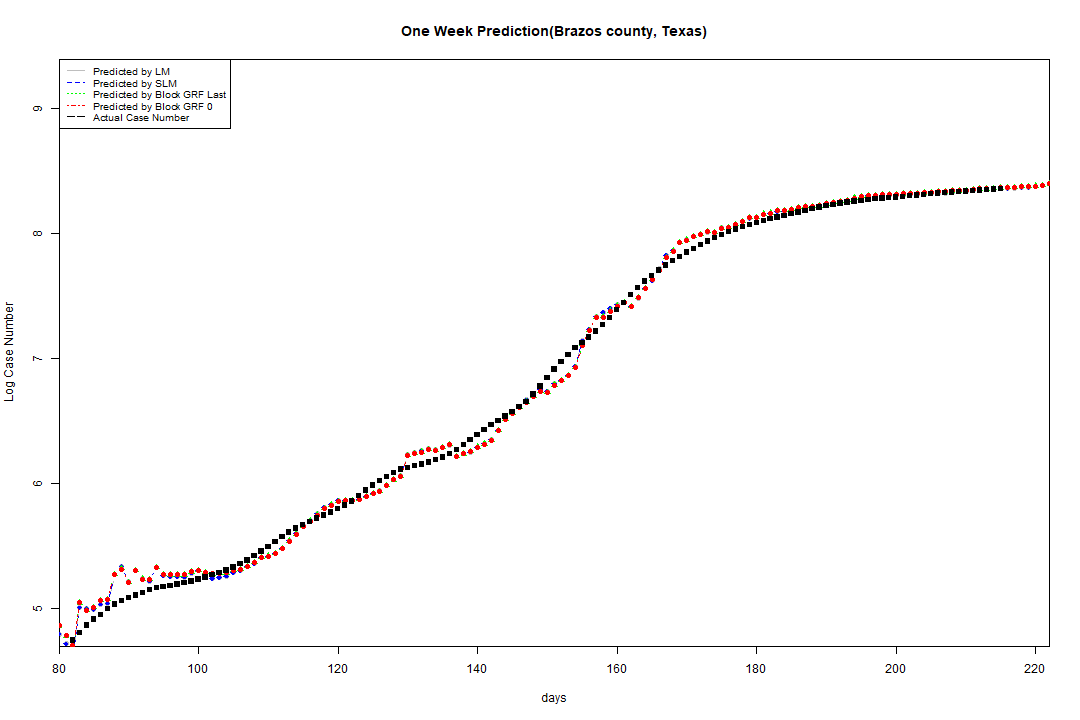 One Week Prediction(Brazos county, Texas)
Predicted by LM
Predicted by SLM
Predicted by Block GRF Last
Predicted by Block GRF 0
Actual Case Number
9
8
7
6
5
Log Case Number
80 100 120 140 160 180 200 220
days